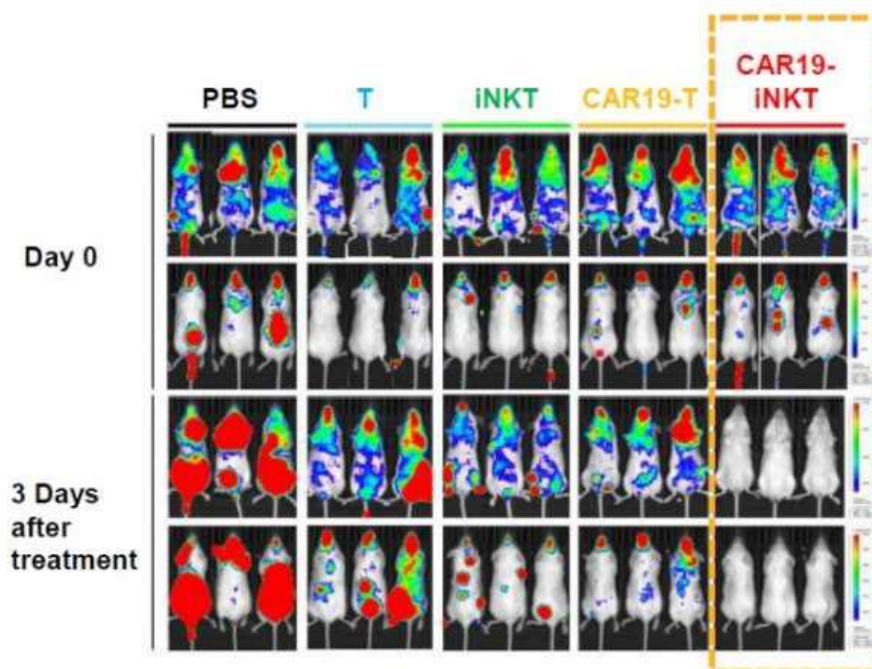 PBS
T
iNKT
CAR19-T
CAR19-
iNKT
Day 0
3 Days
after
treatment